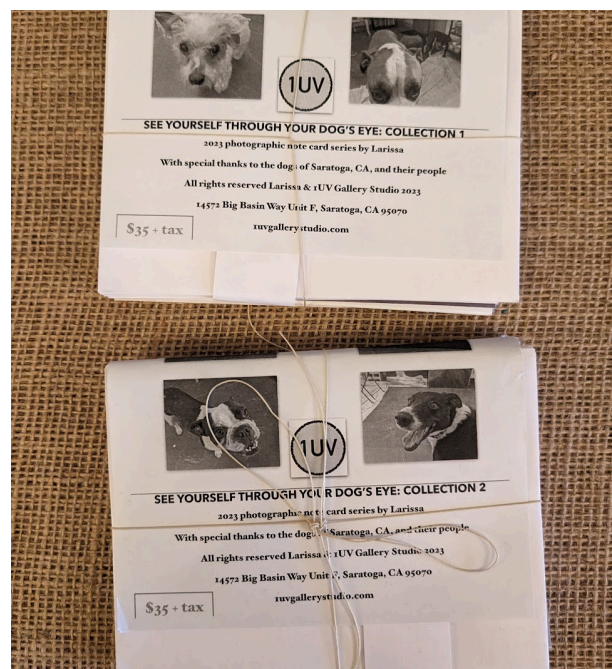 1UV
SEE YOURSELF THROUGH YOUR DOG'S EYE: COLLECTION 1
2023 photographic note card series by Larissa
With special thanks to the dogs of Saratoga, CA, and their people
All rights reserved Larissa & 1UV Gallery Studio 2023
14572 Big Basin Way Unit F, Saratoga, CA 95070
$35 + tax
1uvgallerystudio.com
1UV
SEE YOURSELF THROUGH YOUR DOG'S EYE: COLLECTION 2
2023 photographic note card series by Larissa
With special thanks to the dogs of Saratoga, CA, and their people
All rights reserved Larissa & 1UV Gallery Studio 2023
14572 Big Basin Way Unit F, Saratoga, CA 95070
$35 + tax
1uvgallerystudio.com